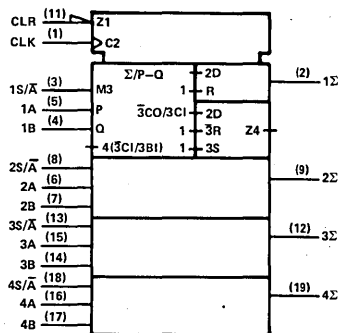 CLR (11) Z1
CLK (1) C2
Σ/P-Q 2D (2) 1Σ
1S/A̅ (3) M3 1 R
1A (5) P 3̅CO/3CI 2D
1B (4) Q 1 3̅R Z4
4(3̅CI/3BI) 1 3S
2S/A̅ (8)
2A (6) (9) 2Σ
2B (7)
3S/A̅ (13)
3A (15) (12) 3Σ
3B (14)
4S/A̅ (18)
4A (16) (19) 4Σ
4B (17)